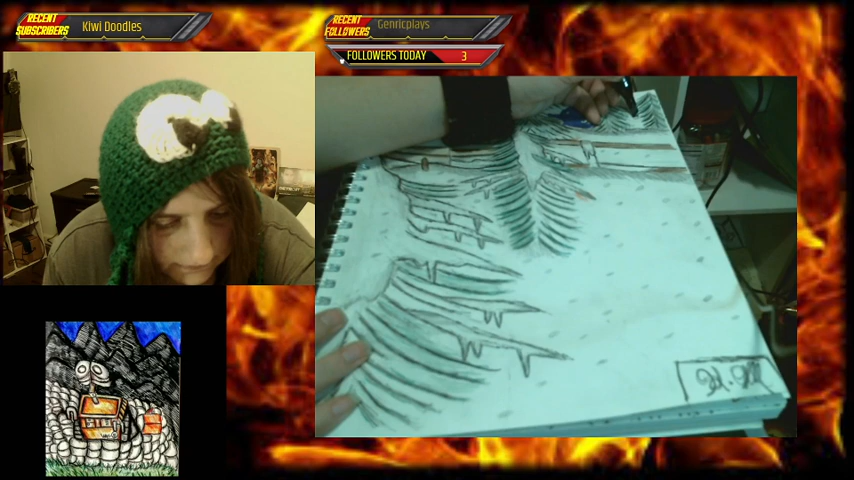 RECENT
SUBSCRIBERS
Kiwi Doodles
RECENT
FOLLOWERS
Genricplays
FOLLOWERS TODAY 3